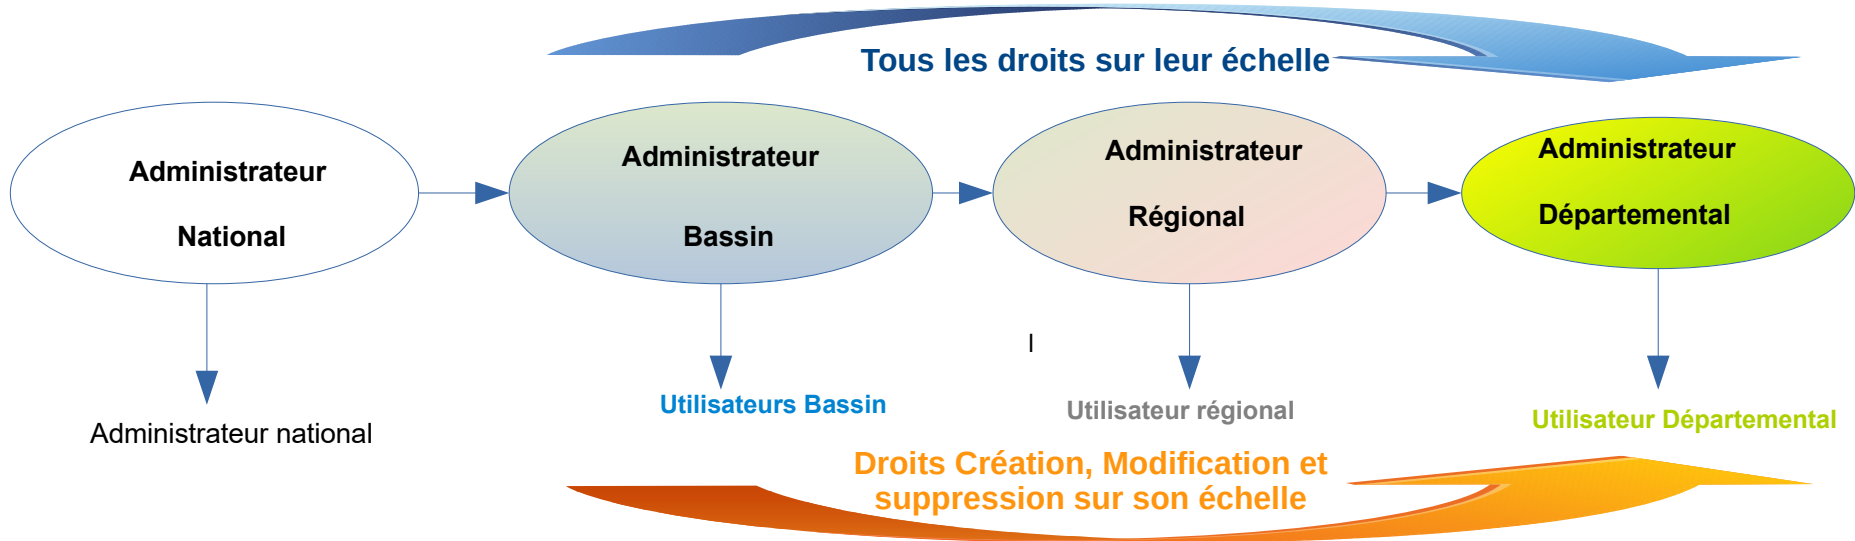 Tous les droits sur leur échelle
Administrateur
National
Administrateur
Bassin
Administrateur
Régional
Administrateur
Départemental
l
Administrateur national
Utilisateurs Bassin
Utilisateur régional
Utilisateur Départemental
Droits Création, Modification et
suppression sur son échelle